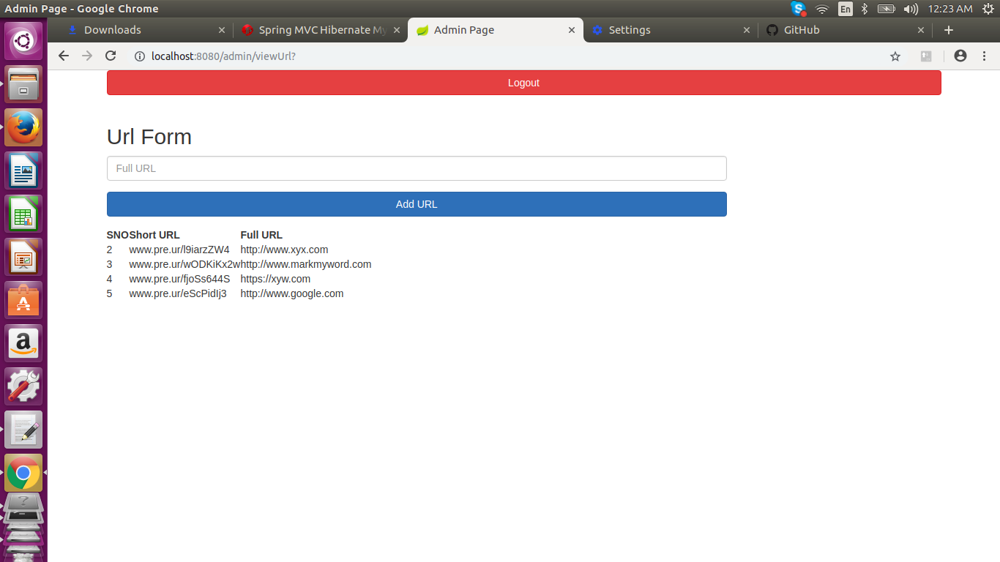 Admin Page - Google Chrome
En
12:23 AM
Downloads
Spring MVC Hibernate My
Admin Page
Settings
GitHub
localhost:8080/admin/viewUrl?
Logout
Url Form
Full URL
Add URL
SNO Short URL Full URL
2 www.pre.ur/l9iarzZW4 http://www.xyx.com
3 www.pre.ur/wODKiKx2w http://www.markmyword.com
4 www.pre.ur/fjoSs644S https://xyw.com
5 www.pre.ur/eScPidIj3 http://www.google.com